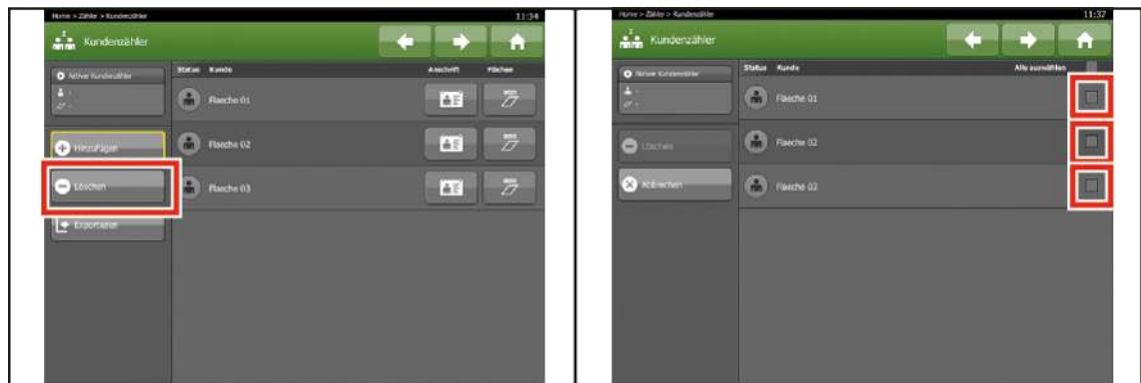 Home > Zähler > Kundenzähler
11:34
Kundenzähler
Aktiver Kundenzähler
Status Kunde Anschrift Flächen
Flaeche 01
Hinzufügen
Flaeche 02
Löschen
Flaeche 03
Exportieren
Home > Zähler > Kundenzähler
11:37
Kundenzähler
Aktiver Kundenzähler
Status Kunde Alle auswählen
Flaeche 01
Löschen
Flaeche 02
Abbrechen
Flaeche 03